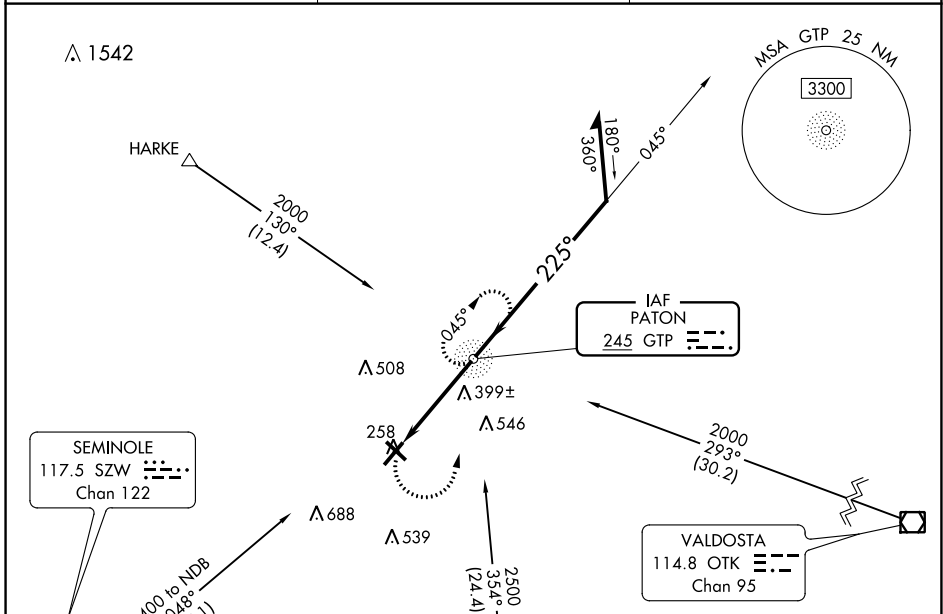 1542
MSA GTP 25 NM
3300
HARKE
2000
130°
(12.4)
180°
360°
045°
225°
045°
IAF
PATON
245 GTP
508
399±
546
258
SEMINOLE
117.5 SZW
Chan 122
2000
293°
(30.2)
688
539
VALDOSTA
114.8 OTK
Chan 95
400 to NDB
048°
2500
354°
(24.4)